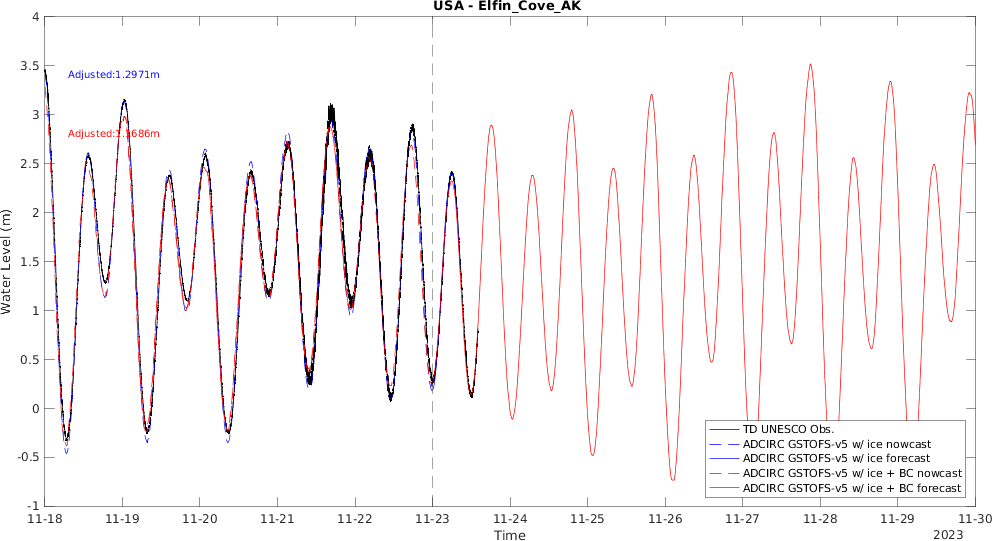 USA - Elfin_Cove_AK
4
3.5
3
2.5
2
1.5
1
0.5
0
-0.5
-1
Water Level (m)
Adjusted:1.2971m
Adjusted:1.1686m
TD UNESCO Obs.
ADCIRC GSTOFS-v5 w/ ice nowcast
ADCIRC GSTOFS-v5 w/ ice forecast
ADCIRC GSTOFS-v5 w/ ice + BC nowcast
ADCIRC GSTOFS-v5 w/ ice + BC forecast
11-18 11-19 11-20 11-21 11-22 11-23 11-24 11-25 11-26 11-27 11-28 11-29 11-30
Time
2023